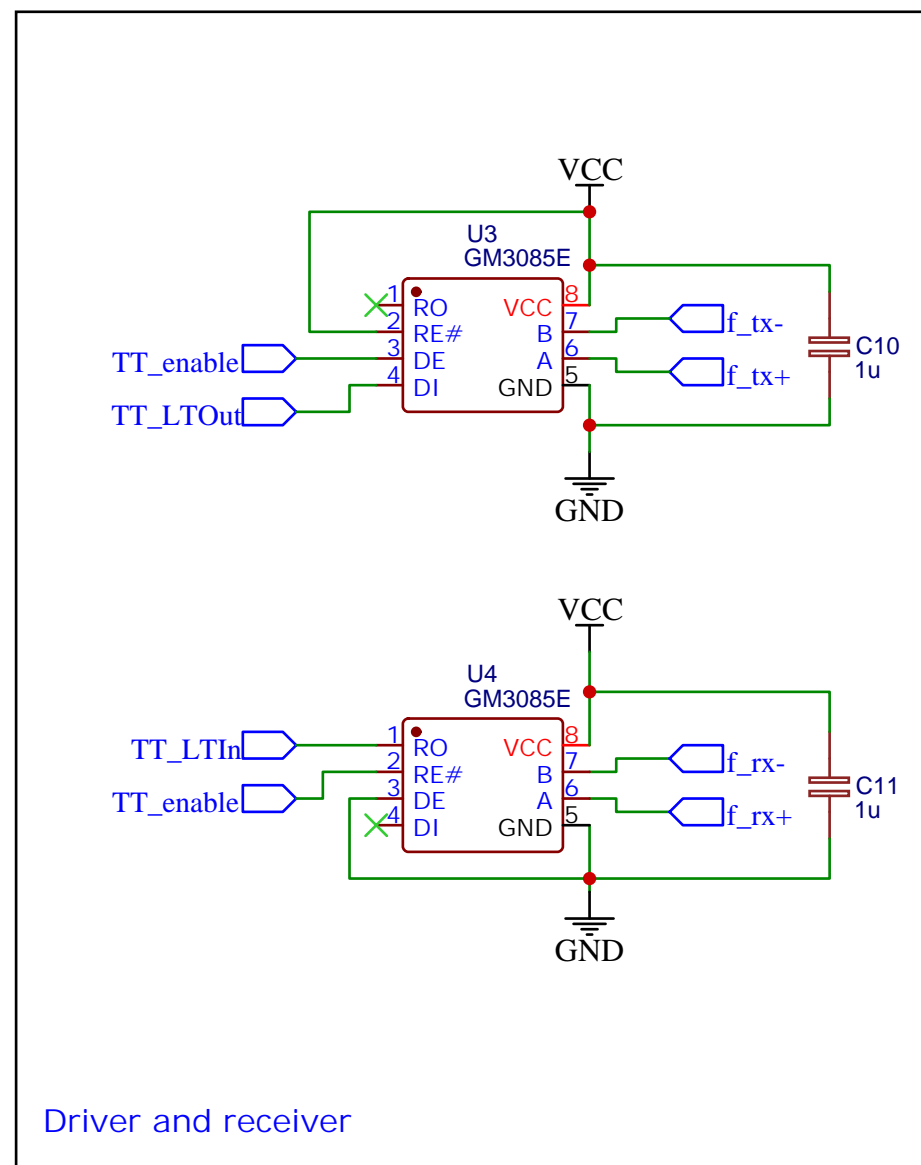 VCC
U3
GM3085E
1 RO VCC 8
2 RE# B 7
3 DE A 6
4 DI GND 5
TT_enable
TT_LTOut
f_tx-
f_tx+
C10
1u
GND
VCC
U4
GM3085E
1 RO VCC 8
2 RE# B 7
3 DE A 6
4 DI GND 5
TT_LTIn
TT_enable
f_rx-
f_rx+
C11
1u
GND
Driver and receiver